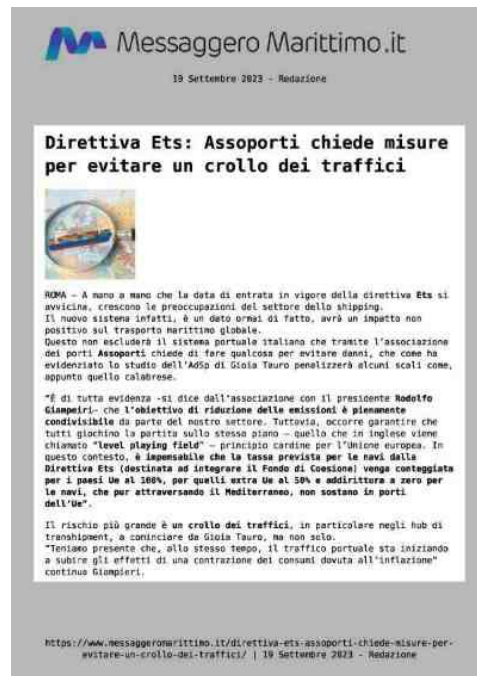 Messaggero Marittimo.it
19 Settembre 2023 - Redazione
Direttiva Ets: Assoporti chiede misure
per evitare un crollo dei traffici
ROMA – A mano a mano che la data di entrata in vigore della direttiva Ets si
avvicina, crescono le preoccupazioni del settore dello shipping.
Il nuovo sistema infatti, è un dato ormai di fatto, avrà un impatto non
positivo sul trasporto marittimo globale.
Questo non escluderà il sistema portuale italiano che tramite l'associazione
dei porti Assoporti chiede di fare qualcosa per evitare danni, che come ha
evidenziato lo studio dell'AdSp di Gioia Tauro penalizzerà alcuni scali come,
appunto quello calabrese.
"È di tutta evidenza -si dice dall'associazione con il presidente Rodolfo
Giampeiri- che l'obiettivo di riduzione delle emissioni è pienamente
condivisibile da parte del nostro settore. Tuttavia, occorre garantire che
tutti giochino la partita sullo stesso piano – quello che in inglese viene
chiamato "level playing field" – principio cardine per l'Unione europea. In
questo contesto, è impensabile che la tassa prevista per le navi dalla
Direttiva Ets (destinata ad integrare il Fondo di Coesione) venga conteggiata
per i paesi Ue al 100%, per quelli extra Ue al 50% e addirittura a zero per
le navi, che pur attraversando il Mediterraneo, non sostano in porti
dell'Ue".
Il rischio più grande è un crollo dei traffici, in particolare negli hub di
transhipment, a cominciare da Gioia Tauro, ma non solo.
"Teniamo presente che, allo stesso tempo, il traffico portuale sta iniziando
a subire gli effetti di una contrazione dei consumi dovuta all'inflazione"
continua Giampieri.
https://www.messaggeromarittimo.it/direttiva-ets-assoporti-chiede-misure-per-
evitare-un-crollo-dei-traffici/ | 19 Settembre 2023 - Redazione